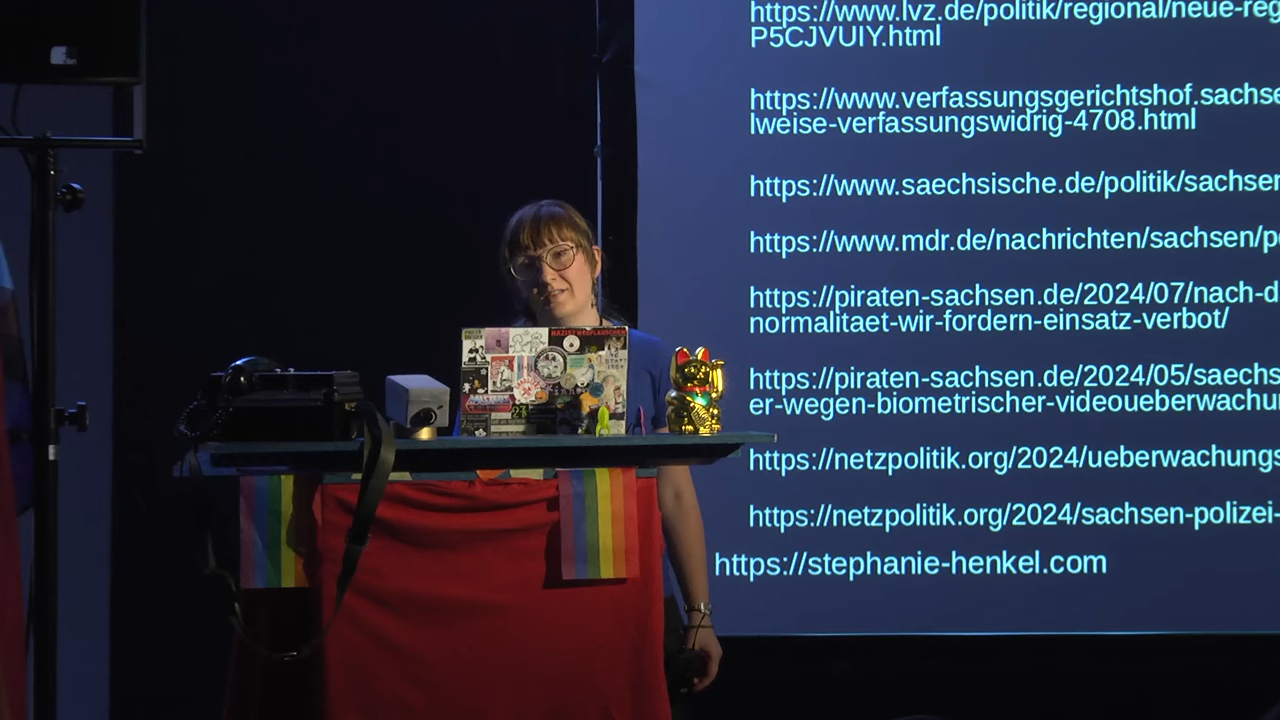 https://www.lvz.de/politik/regional/neue-reg
P5CJVUIY.html
https://www.verfassungsgerichtshof.sachse
lweise-verfassungswidrig-4708.html
https://www.saechsische.de/politik/sachsen
https://www.mdr.de/nachrichten/sachsen/po
https://piraten-sachsen.de/2024/07/nach-d
normalitaet-wir-fordern-einsatz-verbot/
https://piraten-sachsen.de/2024/05/saechs
er-wegen-biometrischer-videoueberwachu
https://netzpolitik.org/2024/ueberwachungs
https://netzpolitik.org/2024/sachsen-polizei-
https://stephanie-henkel.com